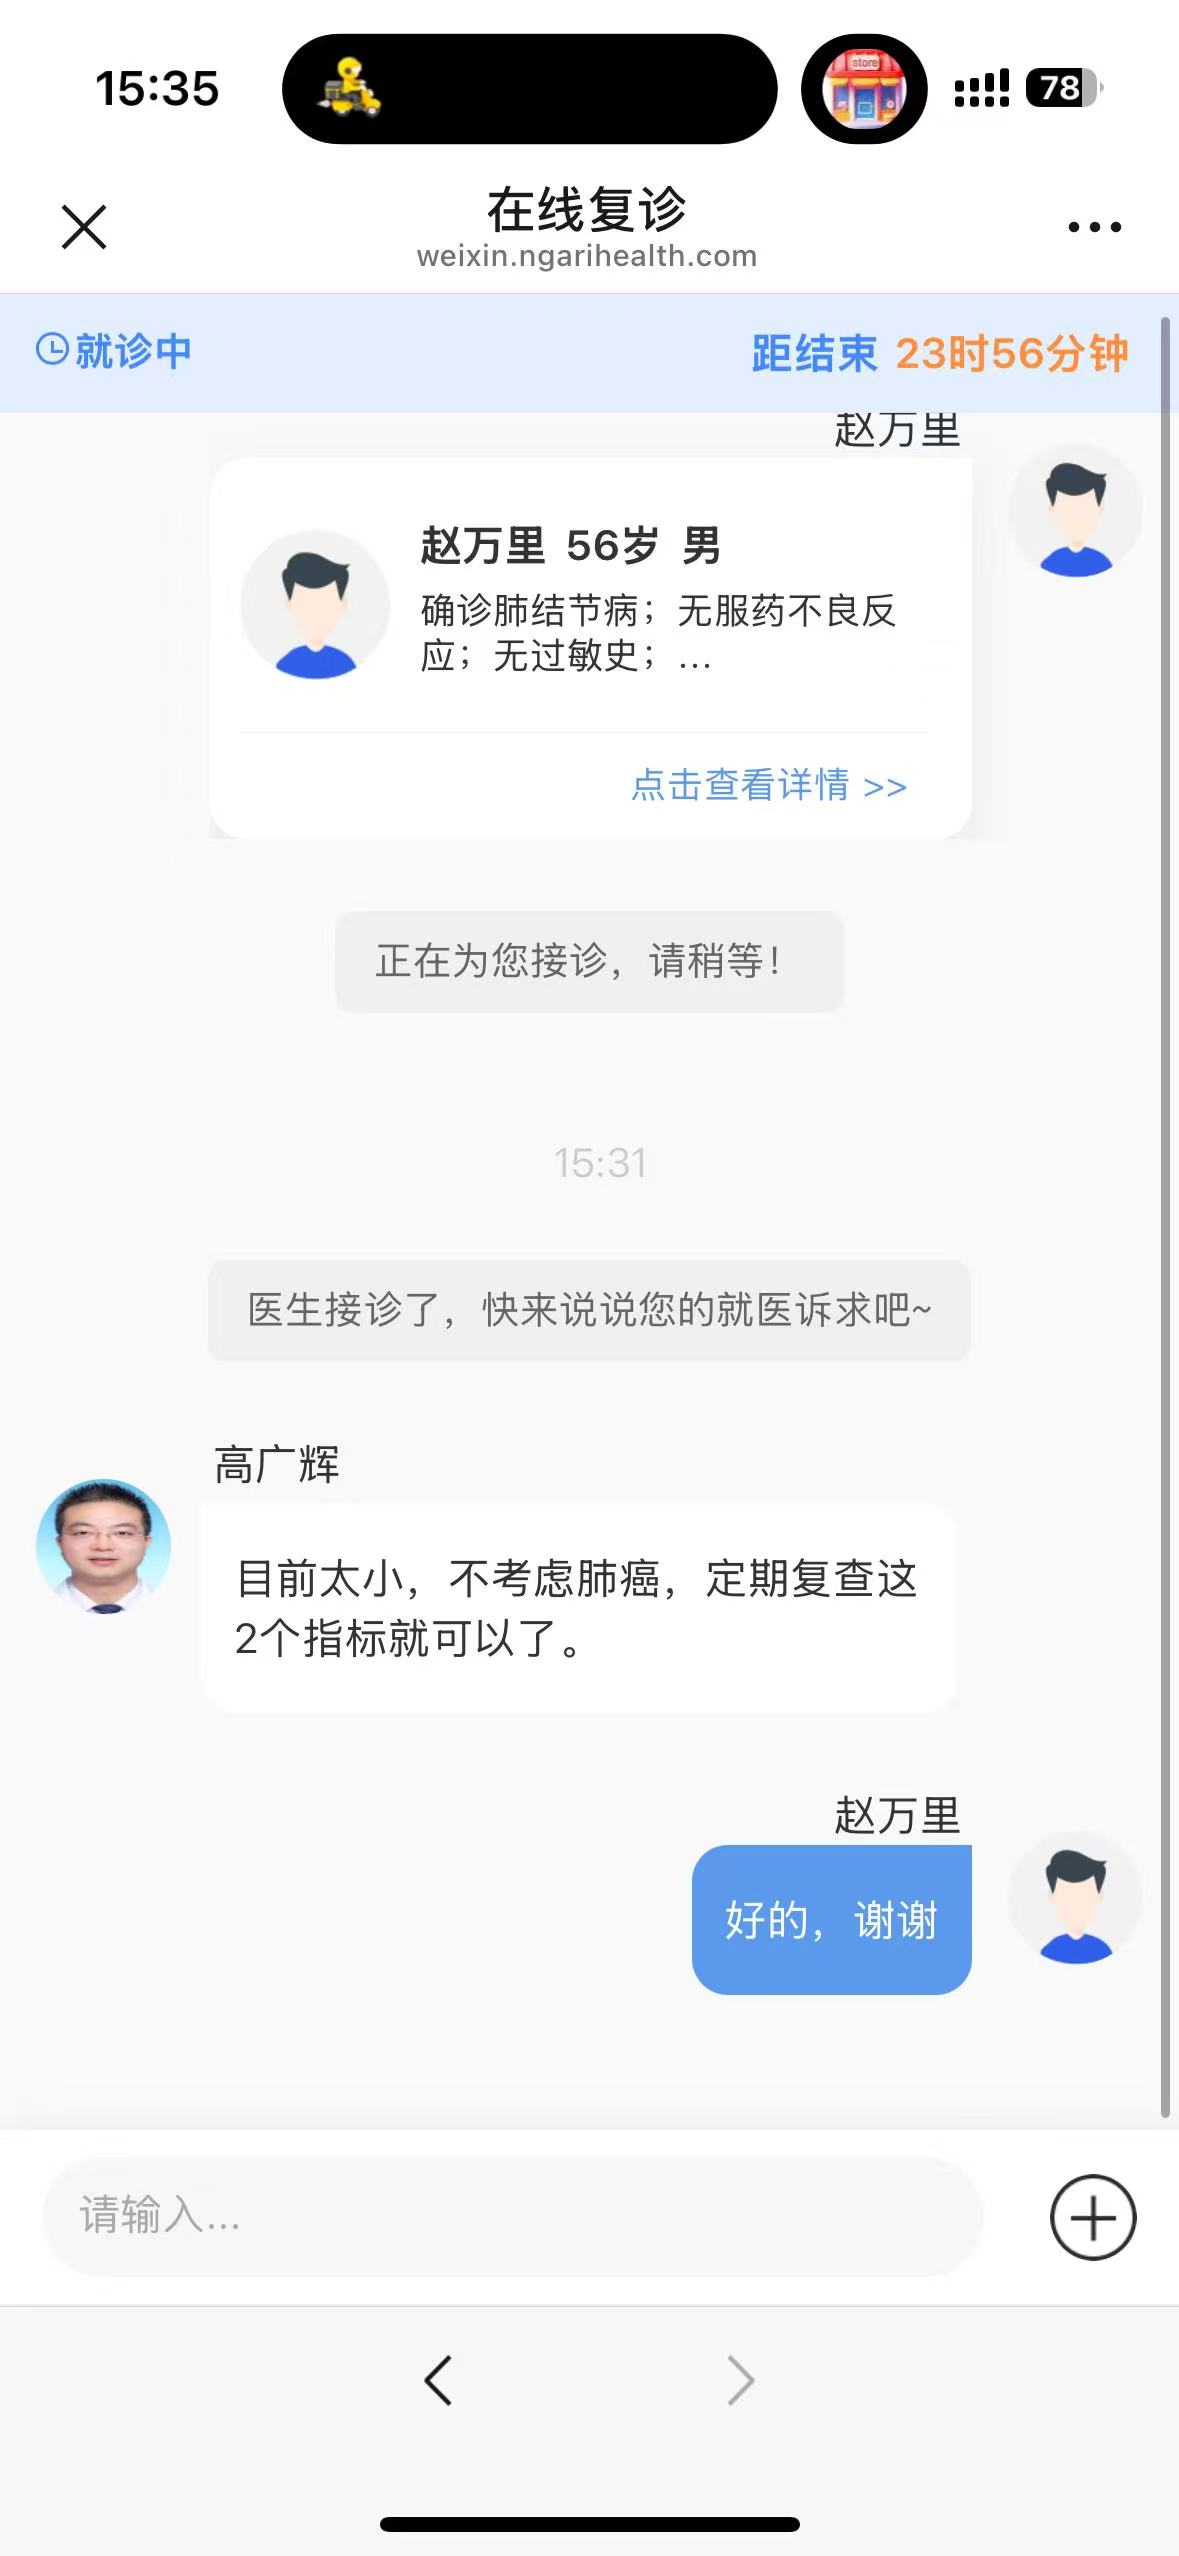 15:35
store
78
在线复诊
weixin.ngarihealth.com
就诊中
距结束 23时56分钟
赵万里
赵万里 56岁 男
确诊肺结节病；无服药不良反
应；无过敏史；...
点击查看详情 >>
正在为您接诊，请稍等！
15:31
医生接诊了，快来说说您的就医诉求吧~
高广辉
目前太小，不考虑肺癌，定期复查这
2个指标就可以了。
赵万里
好的，谢谢
请输入...